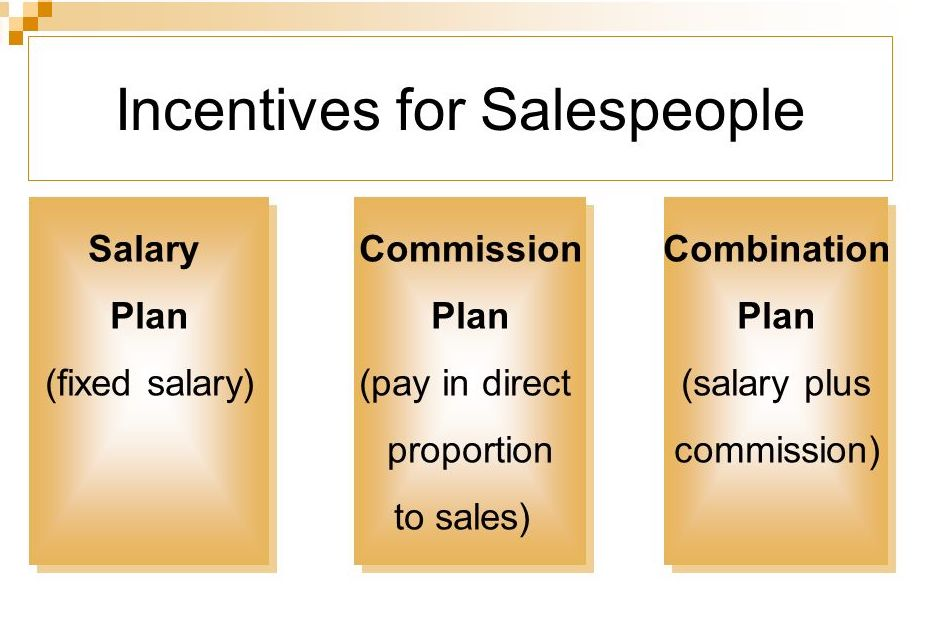 Incentives for Salespeople
Salary
Plan
(fixed salary)
Commission
Plan
(pay in direct
proportion
to sales)
Combination
Plan
(salary plus
commission)